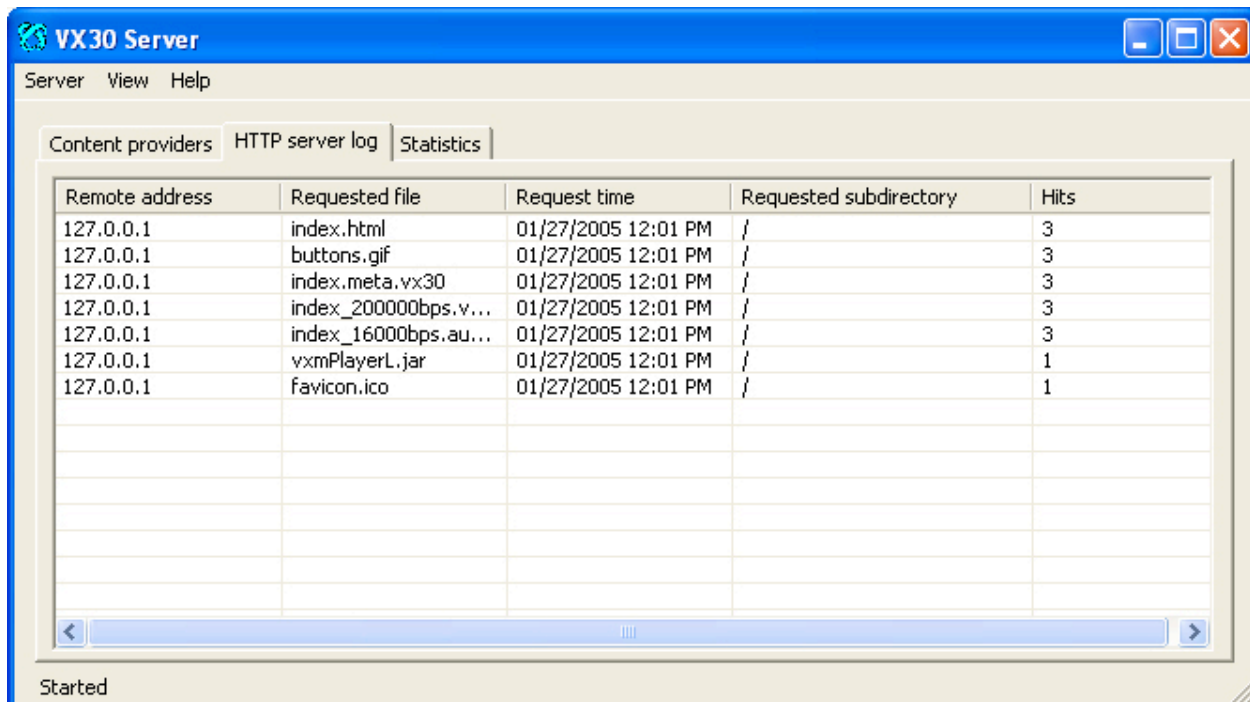 VX30 Server
Server View Help
Content providers HTTP server log Statistics
Remote address Requested file Request time Requested subdirectory Hits
127.0.0.1 index.html 01/27/2005 12:01 PM / 3
127.0.0.1 buttons.gif 01/27/2005 12:01 PM / 3
127.0.0.1 index.meta.vx30 01/27/2005 12:01 PM / 3
127.0.0.1 index_200000bps.v... 01/27/2005 12:01 PM / 3
127.0.0.1 index_16000bps.au... 01/27/2005 12:01 PM / 3
127.0.0.1 vxmPlayerL.jar 01/27/2005 12:01 PM / 1
127.0.0.1 favicon.ico 01/27/2005 12:01 PM / 1
Started